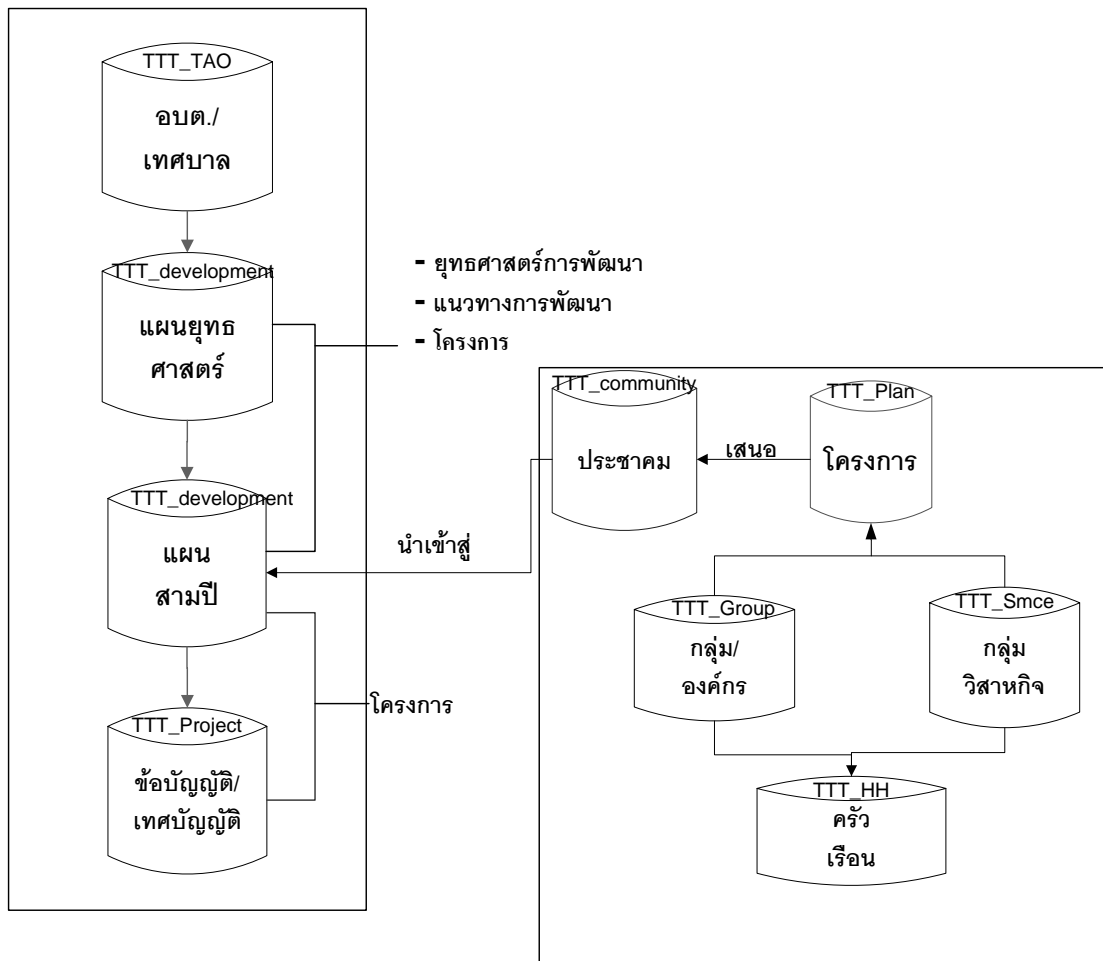 TTT_TAO
อบต./
เทศบาล
TTT_development
แผนยุทธ
ศาสตร์
- ยุทธศาสตร์การพัฒนา
- แนวทางการพัฒนา
- โครงการ
TTT_development
แผน
สามปี
นำเข้าสู่
โครงการ
TTT_Project
ข้อบัญญัติ/
เทศบัญญัติ
TTT_community
ประชาคม
เสนอ
TTT_Plan
โครงการ
TTT_Group
กลุ่ม/
องค์กร
TTT_Smce
กลุ่ม
วิสาหกิจ
TTT_HH
ครัว
เรือน